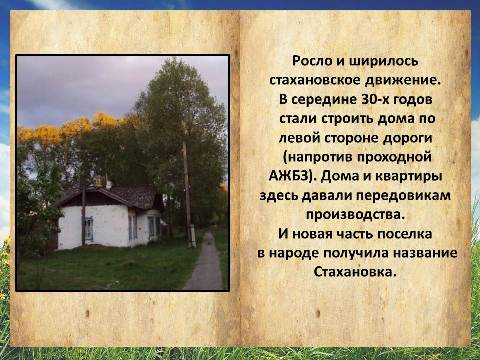 Росло и ширилось
стахановское движение.
В середине 30-х годов
стали строить дома по
левой стороне дороги
(напротив проходной
АЖБЗ). Дома и квартиры
здесь давали передовикам
производства.
И новая часть поселка
в народе получила название
Стахановка.